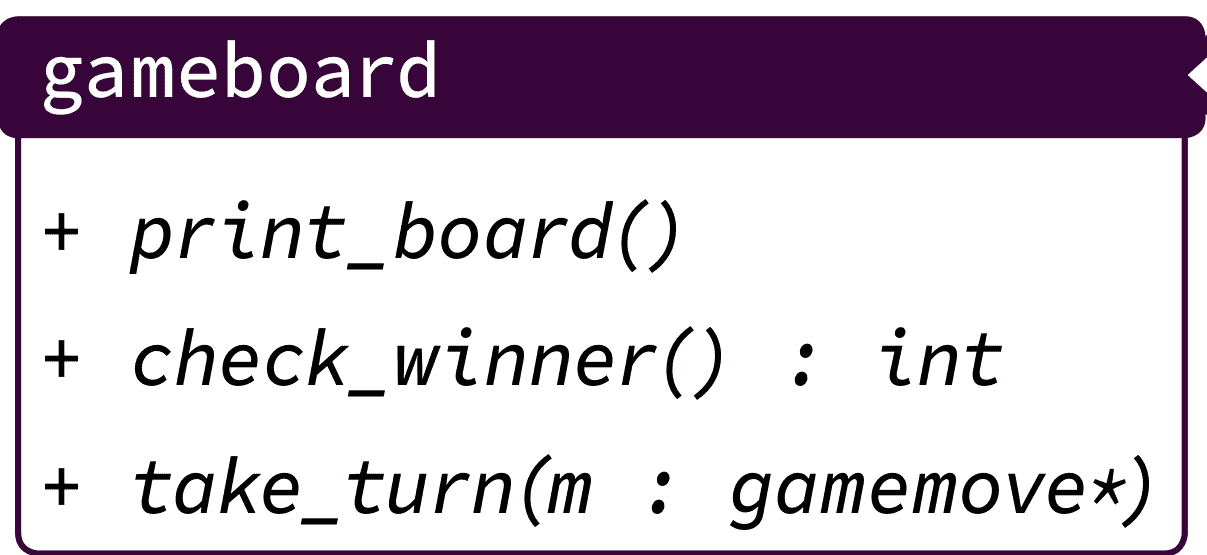 gameboard
+ print_board()
+ check_winner() : int
+ take_turn(m : gamemove*)